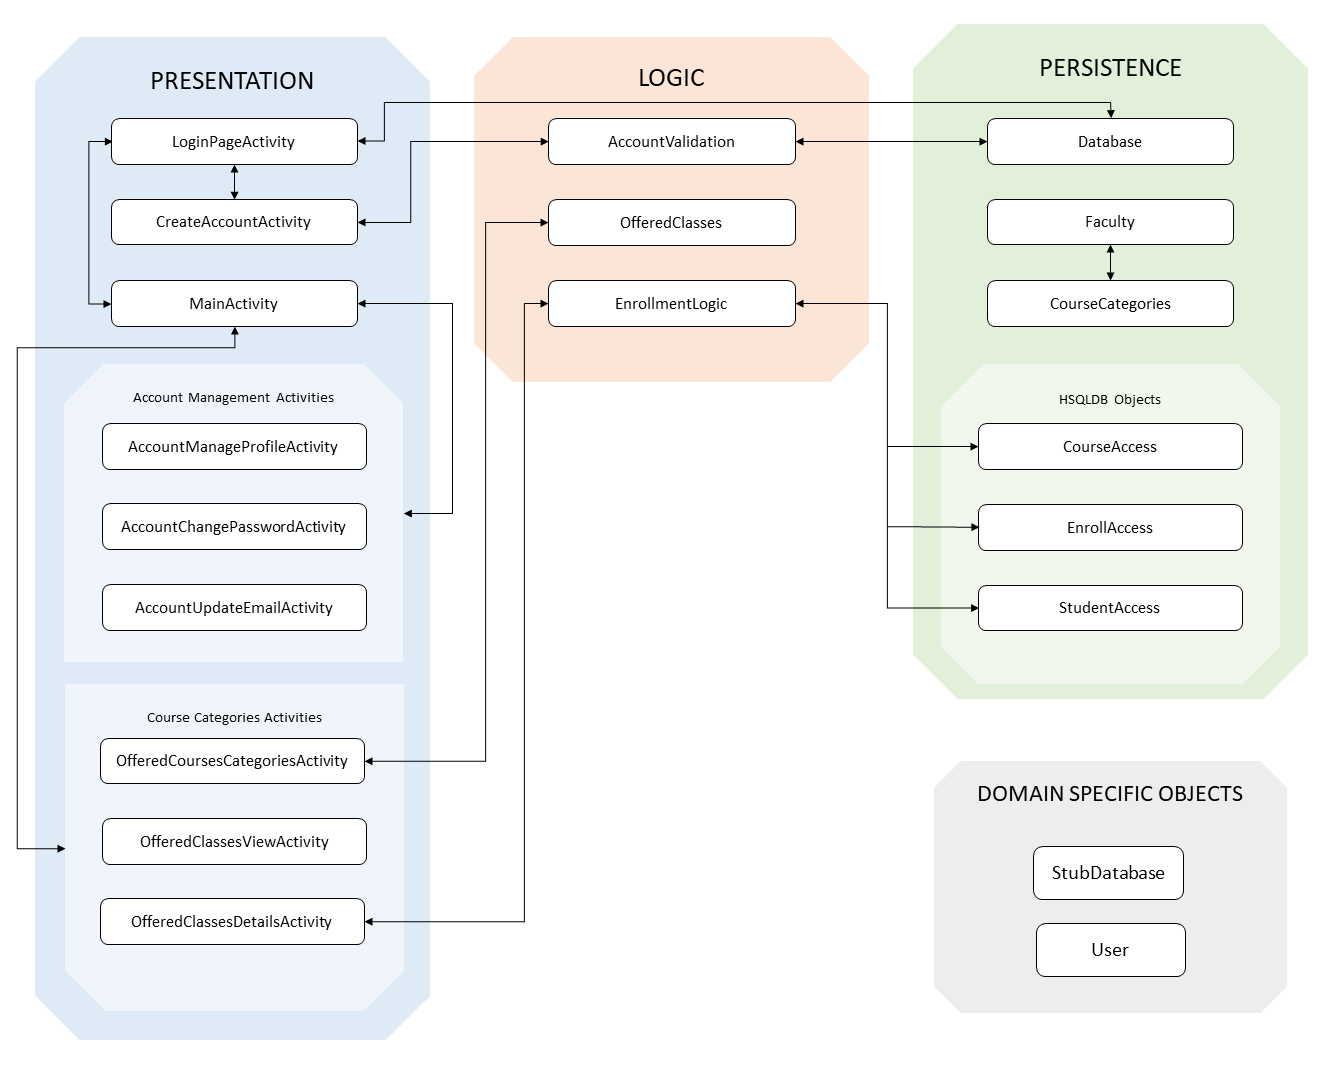 PRESENTATION
LoginPageActivity
CreateAccountActivity
MainActivity
Account Management Activities
AccountManageProfileActivity
AccountChangePasswordActivity
AccountUpdateEmailActivity
Course Categories Activities
OfferedCoursesCategoriesActivity
OfferedClassesViewActivity
OfferedClassesDetailsActivity
LOGIC
AccountValidation
OfferedClasses
EnrollmentLogic
PERSISTENCE
Database
Faculty
CourseCategories
HSQLDB Objects
CourseAccess
EnrollAccess
StudentAccess
DOMAIN SPECIFIC OBJECTS
StubDatabase
User